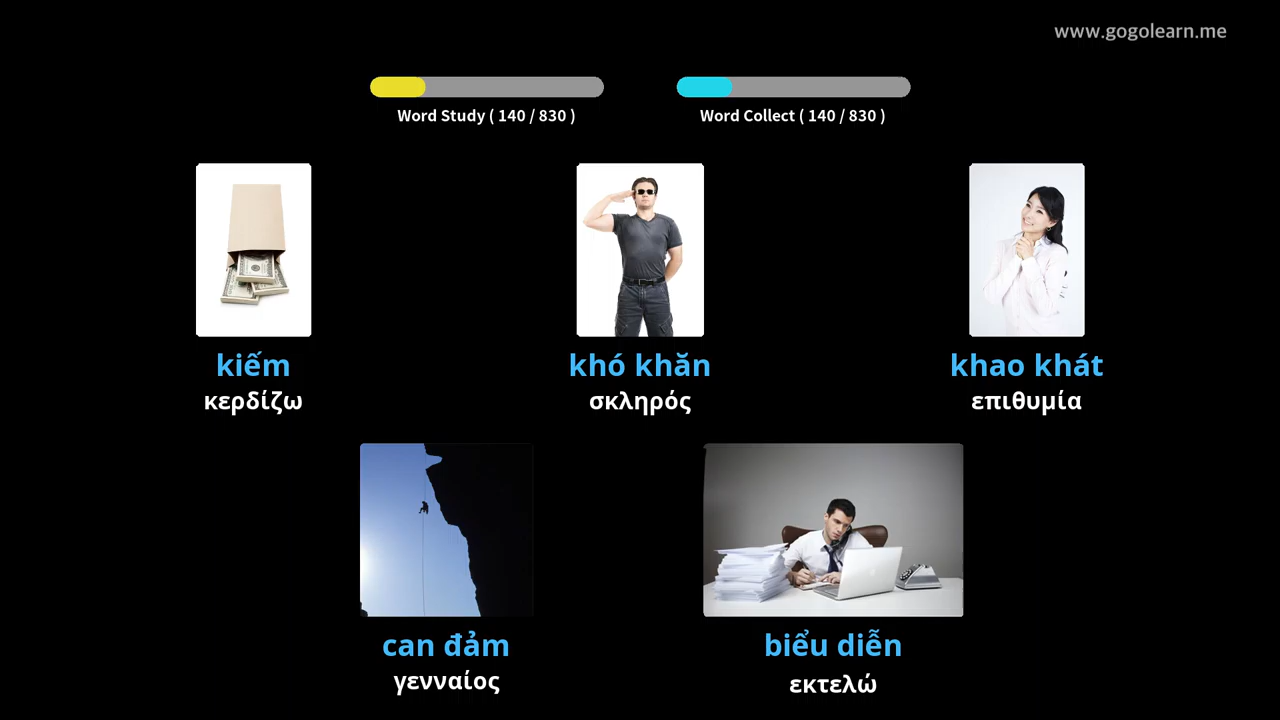 www.gogolearn.me
Word Study ( 140 / 830 )
Word Collect ( 140 / 830 )
kiếm
κερδίζω
khó khăn
σκληρός
khao khát
επιθυμία
can đảm
γενναίος
biểu diễn
εκτελώ